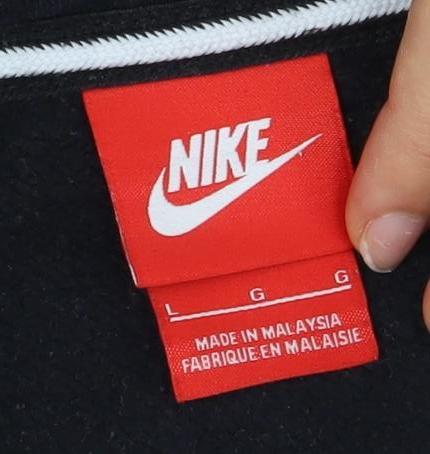 NIKE
L G G
MADE IN MALAYSIA
FABRIQUE EN MALAISIE